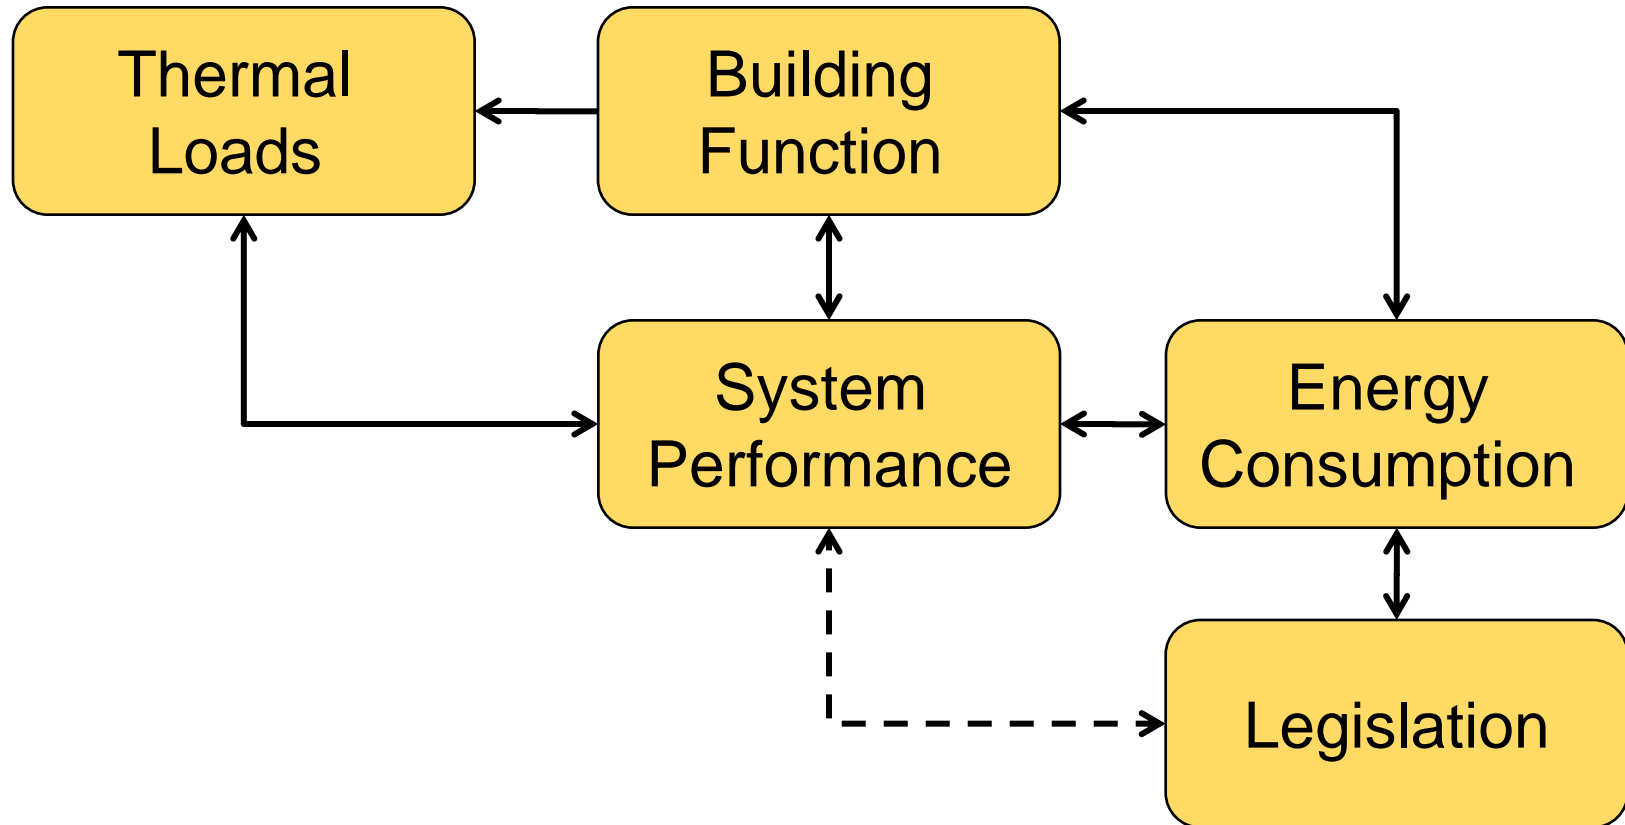 Thermal
Loads
Building
Function
System
Performance
Energy
Consumption
Legislation